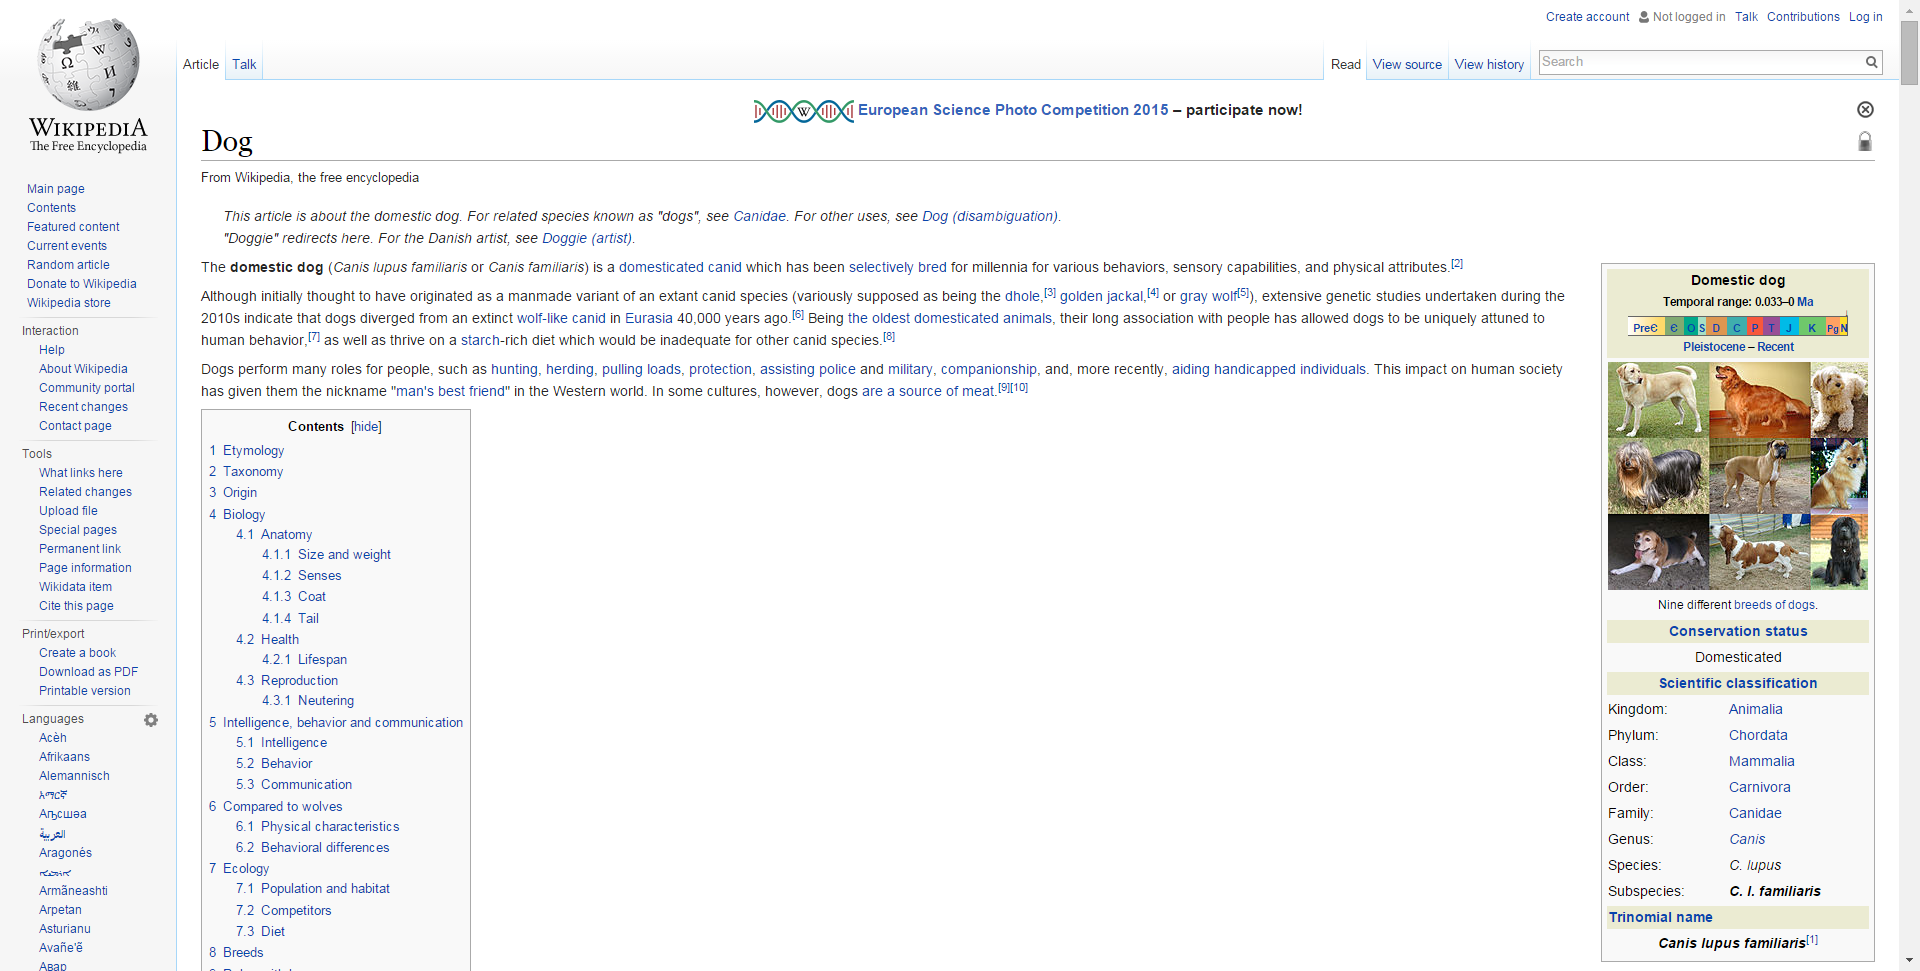 Create account Not logged in Talk Contributions Log in
Article Talk
Read View source View history Search
WIKIPEDIA
The Free Encyclopedia
Main page
Contents
Featured content
Current events
Random article
Donate to Wikipedia
Wikipedia store
Interaction
Help
About Wikipedia
Community portal
Recent changes
Contact page
Tools
What links here
Related changes
Upload file
Special pages
Permanent link
Page information
Wikidata item
Cite this page
Print/export
Create a book
Download as PDF
Printable version
Languages
Acèh
Afrikaans
Alemannisch
አማርኛ
Аҧсшәа
العربية
Aragonés
Armãneashti
Arpetan
Asturianu
Avañe'ẽ
Авар
European Science Photo Competition 2015 – participate now!
Dog
From Wikipedia, the free encyclopedia
This article is about the domestic dog. For related species known as "dogs", see Canidae. For other uses, see Dog (disambiguation).
"Doggie" redirects here. For the Danish artist, see Doggie (artist).
The domestic dog (Canis lupus familiaris or Canis familiaris) is a domesticated canid which has been selectively bred for millennia for various behaviors, sensory capabilities, and physical attributes.[2]
Although initially thought to have originated as a manmade variant of an extant canid species (variously supposed as being the dhole,[3] golden jackal,[4] or gray wolf[5]), extensive genetic studies undertaken during the
2010s indicate that dogs diverged from an extinct wolf-like canid in Eurasia 40,000 years ago.[6] Being the oldest domesticated animals, their long association with people has allowed dogs to be uniquely attuned to
human behavior,[7] as well as thrive on a starch-rich diet which would be inadequate for other canid species.[8]
Dogs perform many roles for people, such as hunting, herding, pulling loads, protection, assisting police and military, companionship, and, more recently, aiding handicapped individuals. This impact on human society
has given them the nickname "man's best friend" in the Western world. In some cultures, however, dogs are a source of meat.[9][10]
Contents [hide]
1 Etymology
2 Taxonomy
3 Origin
4 Biology
4.1 Anatomy
4.1.1 Size and weight
4.1.2 Senses
4.1.3 Coat
4.1.4 Tail
4.2 Health
4.2.1 Lifespan
4.3 Reproduction
4.3.1 Neutering
5 Intelligence, behavior and communication
5.1 Intelligence
5.2 Behavior
5.3 Communication
6 Compared to wolves
6.1 Physical characteristics
6.2 Behavioral differences
7 Ecology
7.1 Population and habitat
7.2 Competitors
7.3 Diet
8 Breeds
Domestic dog
Temporal range: 0.033–0 Ma
PreЄ Є O S D C P T J K Pg N
Pleistocene – Recent
Nine different breeds of dogs.
Conservation status
Domesticated
Scientific classification
Kingdom: Animalia
Phylum: Chordata
Class: Mammalia
Order: Carnivora
Family: Canidae
Genus: Canis
Species: C. lupus
Subspecies: C. l. familiaris
Trinomial name
Canis lupus familiaris[1]